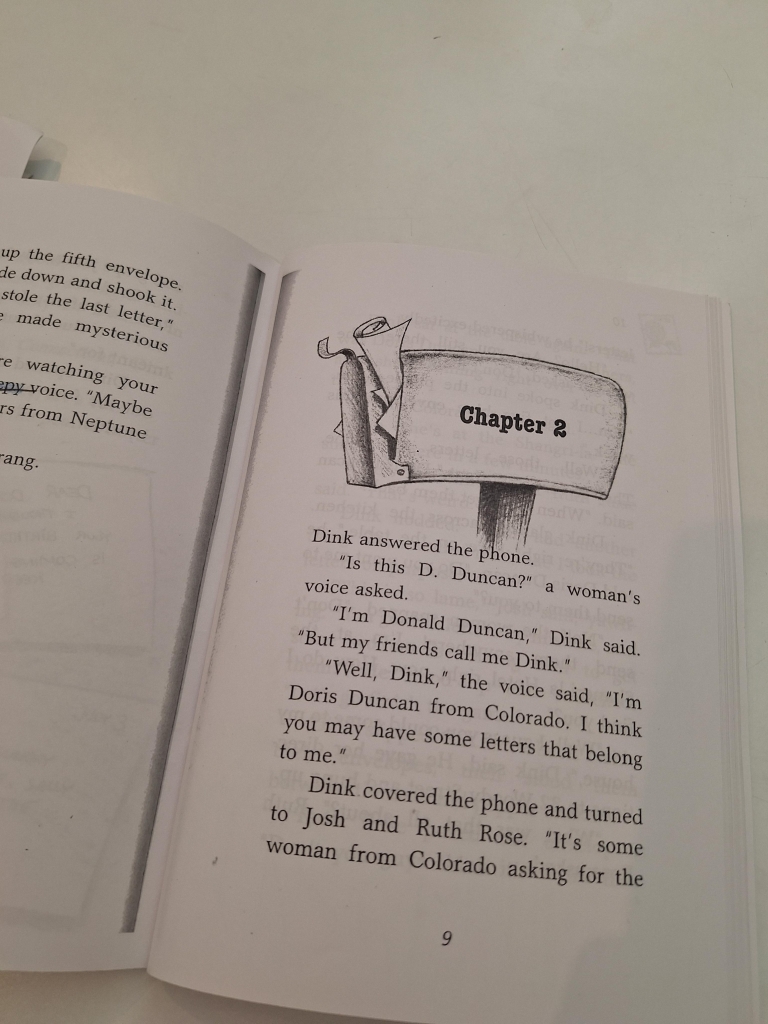 up the fifth envelope.
de down and shook it.
stole the last letter,"
made mysterious
re watching your
epy voice. "Maybe
rs from Neptune
rang.
Chapter 2
Dink answered the phone.
"Is this D. Duncan?" a woman's
voice asked.
"I'm Donald Duncan," Dink said.
"But my friends call me Dink."
"Well, Dink," the voice said, "I'm
Doris Duncan from Colorado. I think
you may have some letters that belong
to me."
Dink covered the phone and turned
to Josh and Ruth Rose. "It's some
woman from Colorado asking for the
9